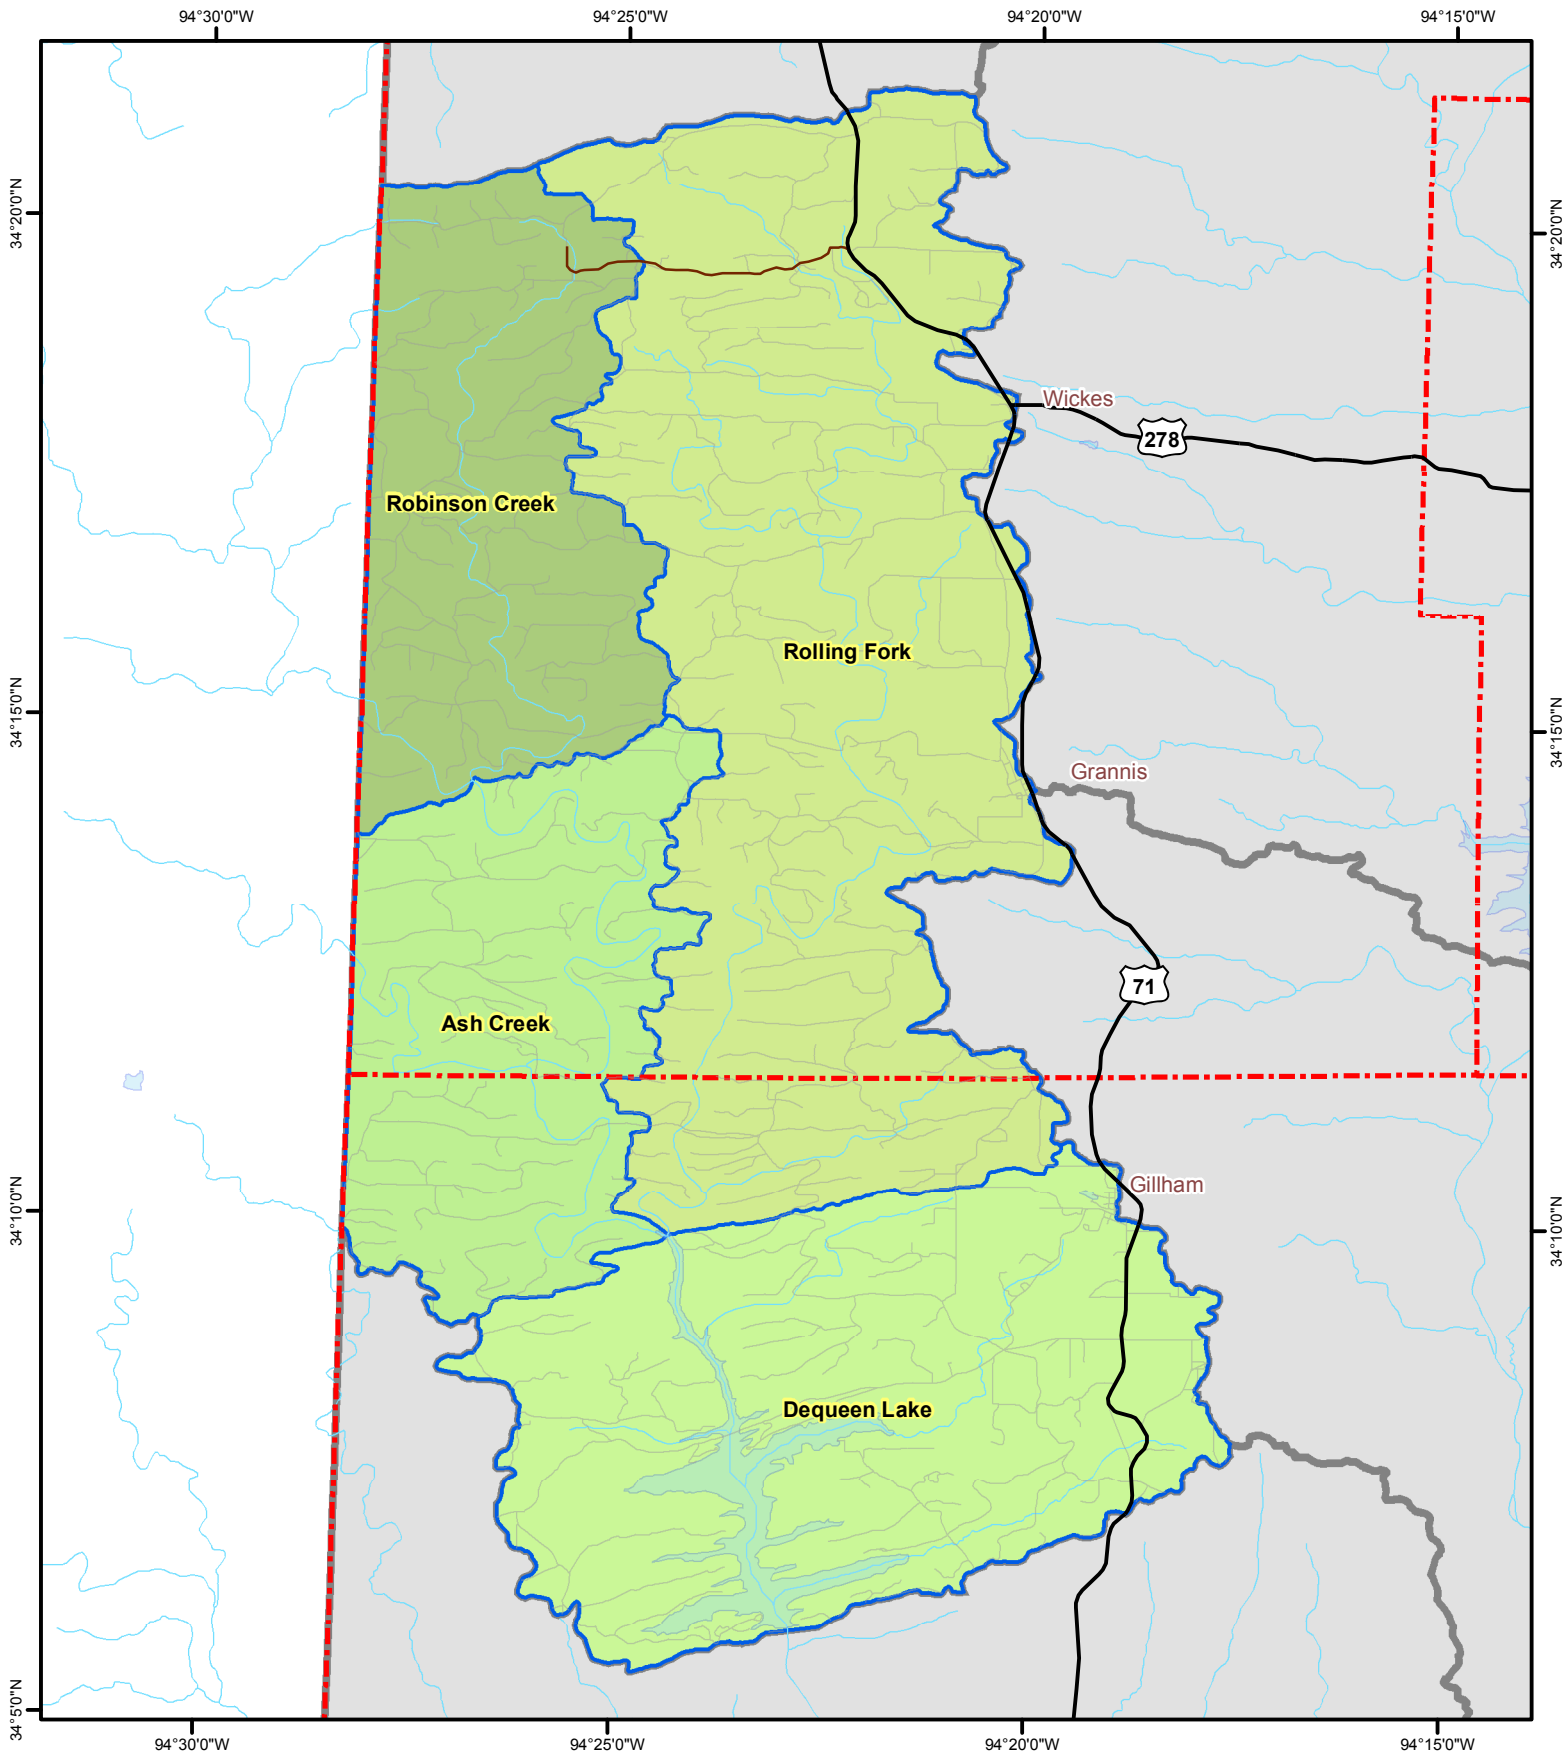 94°30'0"W
94°25'0"W
94°20'0"W
94°15'0"W
34°20'0"N
34°20'0"N
Wickes
278
Robinson Creek
Rolling Fork
34°15'0"N
34°15'0"N
Grannis
71
Ash Creek
Gillham
34°10'0"N
34°10'0"N
Dequeen Lake
34°5'0"N
94°30'0"W
94°25'0"W
94°20'0"W
94°15'0"W